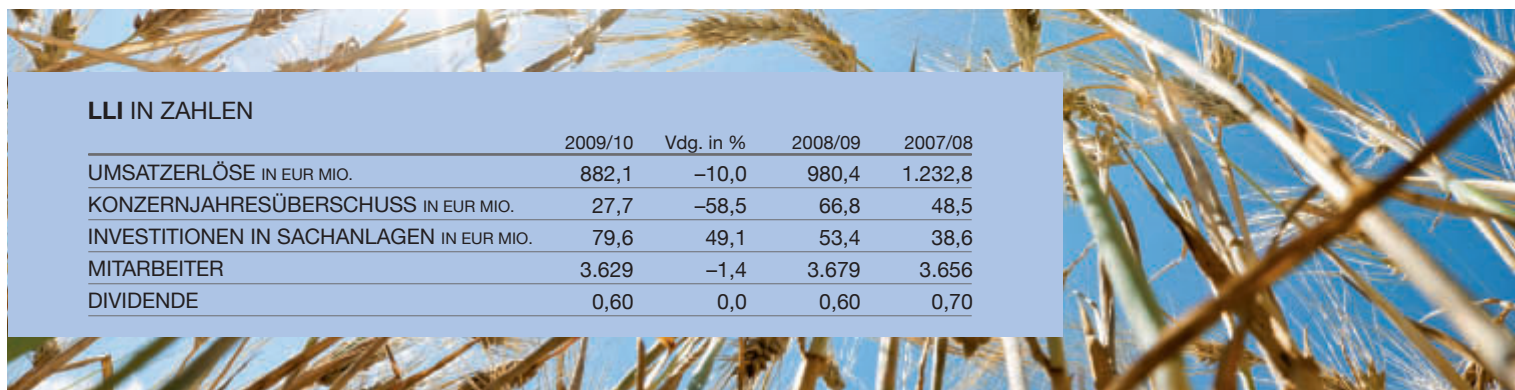 LLI IN ZAHLEN
2009/10 Vdg. in % 2008/09 2007/08
UMSATZERLÖSE IN EUR MIO. 882,1 –10,0 980,4 1.232,8
KONZERNJAHRESÜBERSCHUSS IN EUR MIO. 27,7 –58,5 66,8 48,5
INVESTITIONEN IN SACHANLAGEN IN EUR MIO. 79,6 49,1 53,4 38,6
MITARBEITER 3.629 –1,4 3.679 3.656
DIVIDENDE 0,60 0,0 0,60 0,70